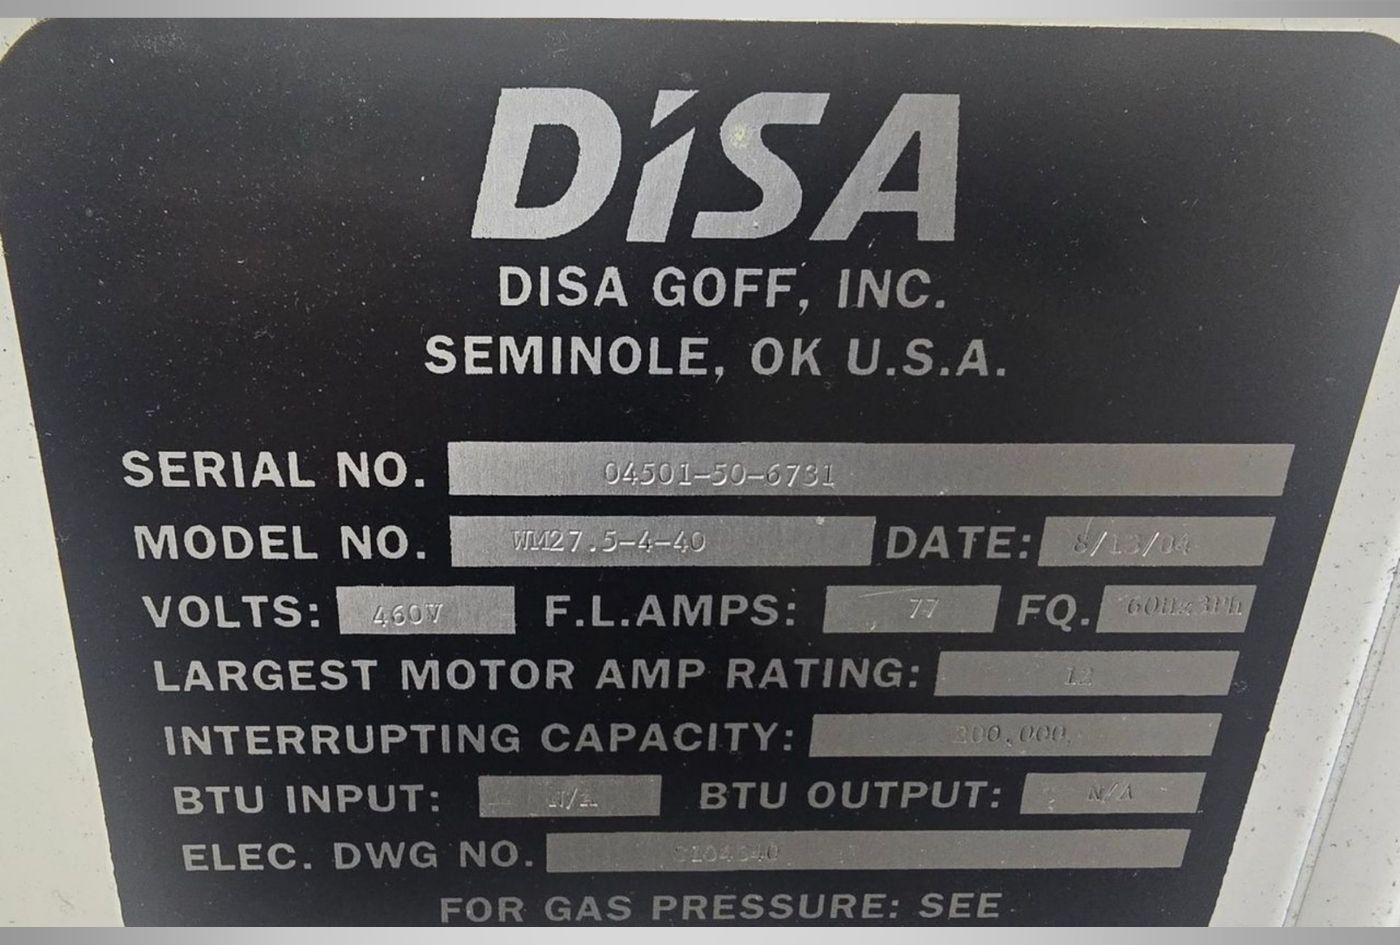 DISA
DISA GOFF, INC.
SEMINOLE, OK U.S.A.
SERIAL NO. 04501-50-6731
MODEL NO. WM27.5-4-40 DATE: 8/13/04
VOLTS: 460V F.L.AMPS: 77 FQ. 60Hz3Ph
LARGEST MOTOR AMP RATING: 12
INTERRUPTING CAPACITY:
BTU INPUT: N/A BTU OUTPUT: N/A
ELEC. DWG NO.
FOR GAS PRESSURE: SEE